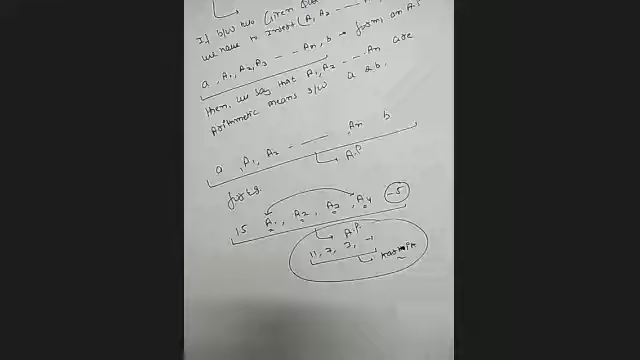 If b/w two Given Qua
we have to Insert (A₁ A₂ - - -
a, A₁, A₂, A₃ - - - An, b → forms an A.P
then, we say that A₁, A₂ - - - An are
Arithmetic means b/w a & b.
a , A₁, A₂ - - - , An b
→ A.P
for eg.
15 A₁, A₂, A₃, A₄ -5
→ A.P.
11, 7, 3, -1